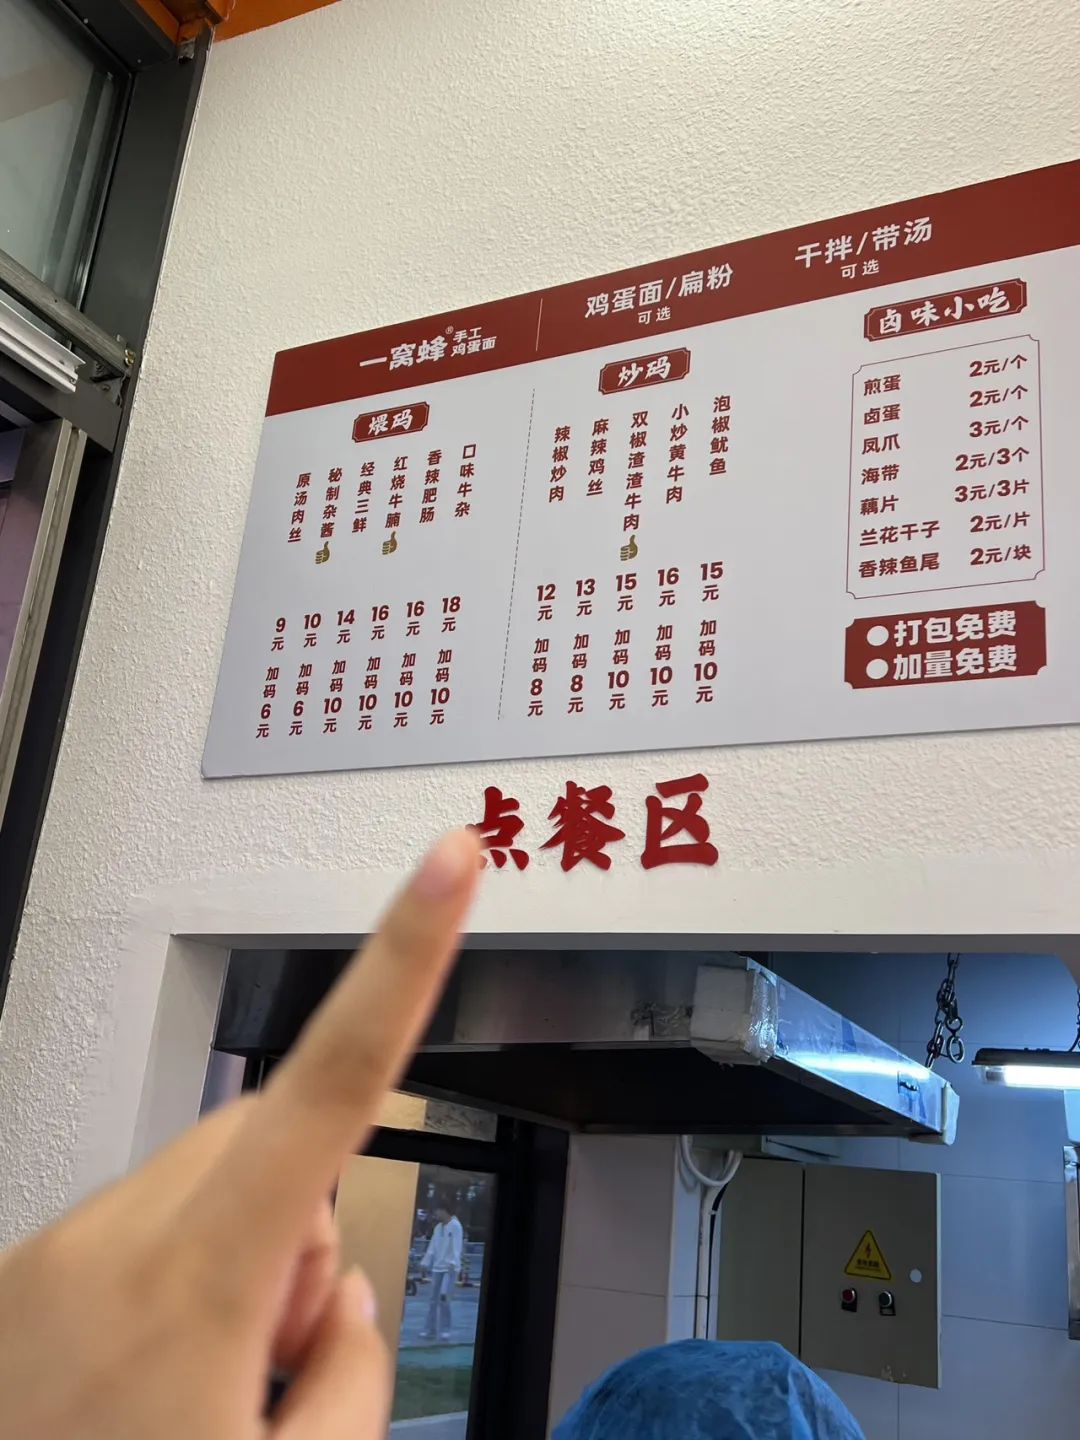 一窝蜂®手工鸡蛋面
鸡蛋面/扁粉
可选
干拌/带汤
可选
煨码
原汤肉丝
秘制杂酱
经典三鲜
红烧牛腩
香辣肥肠
口味牛杂
9元
10元
14元
16元
16元
18元
加码6元
加码6元
加码10元
加码10元
加码10元
加码10元
炒码
辣椒炒肉
麻辣鸡丝
双椒渣渣牛肉
小炒黄牛肉
泡椒鱿鱼
12元
13元
15元
16元
15元
加码8元
加码8元
加码10元
加码10元
加码10元
卤味小吃
煎蛋 2元/个
卤蛋 2元/个
凤爪 3元/个
海带 2元/3个
藕片 3元/3片
兰花干子 2元/片
香辣鱼尾 2元/块
●打包免费
●加量免费
点餐区